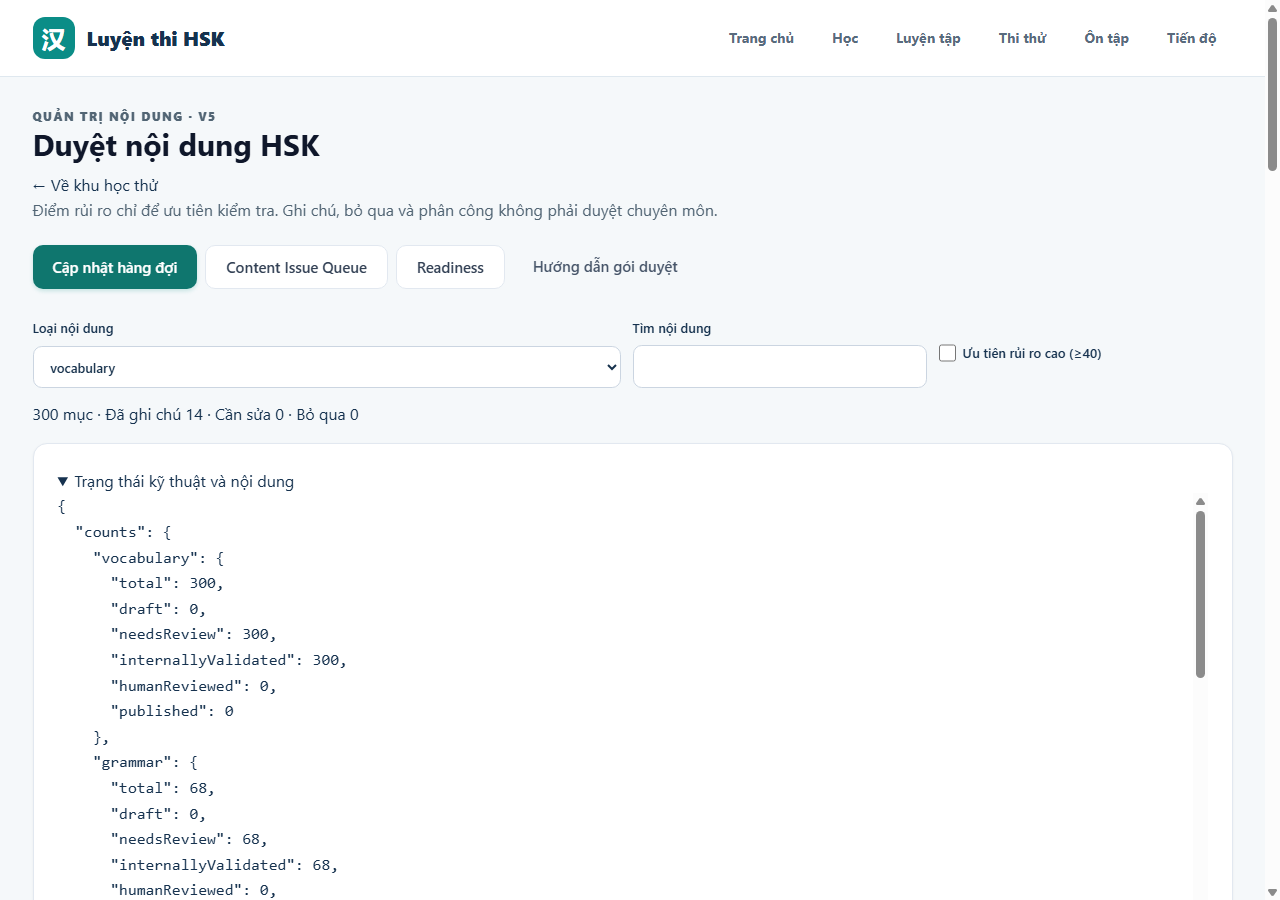 汉 Luyện thi HSK
Trang chủ Học Luyện tập Thi thử Ôn tập Tiến độ
QUẢN TRỊ NỘI DUNG · V5
Duyệt nội dung HSK
← Về khu học thử
Điểm rủi ro chỉ để ưu tiên kiểm tra. Ghi chú, bỏ qua và phân công không phải duyệt chuyên môn.
Cập nhật hàng đợi Content Issue Queue Readiness Hướng dẫn gói duyệt
Loại nội dung Tìm nội dung
vocabulary Ưu tiên rủi ro cao (≥40)
300 mục · Đã ghi chú 14 · Cần sửa 0 · Bỏ qua 0
▼ Trạng thái kỹ thuật và nội dung
{
"counts": {
"vocabulary": {
"total": 300,
"draft": 0,
"needsReview": 300,
"internallyValidated": 300,
"humanReviewed": 0,
"published": 0
},
"grammar": {
"total": 68,
"draft": 0,
"needsReview": 68,
"internallyValidated": 68,
"humanReviewed": 0,